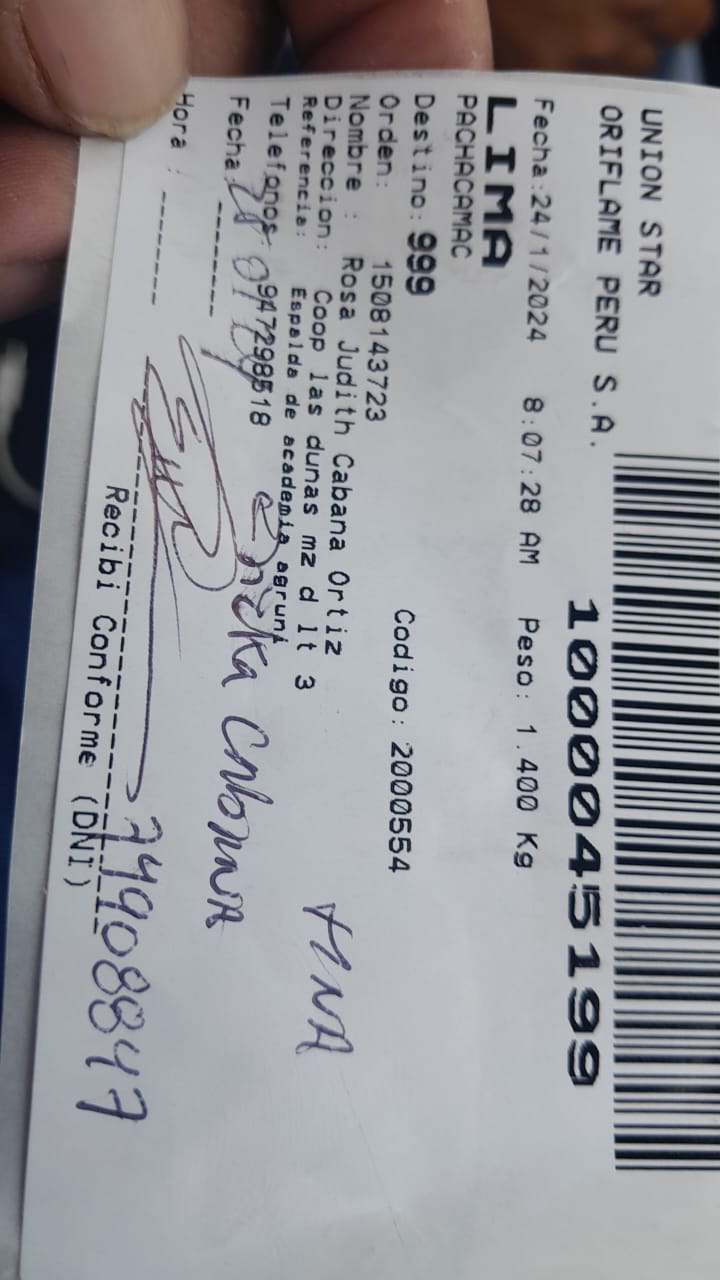 UNION STAR
ORIFLAME PERU S.A.
1000045199
Fecha:24/1/2024 8:07:28 AM Peso: 1.400 Kg
LIMA
PACHACAMAC
Destino: 999
Orden: 1508143723 Codigo: 2000554
Nombre : Rosa Judith Cabana Ortiz
Direccion: Coop las dunas mz d lt 3
Referencia: Espalda de academia agruni
Telefonos: 947298518
Fecha:
Hora :
74908847
Recibi Conforme (DNI)